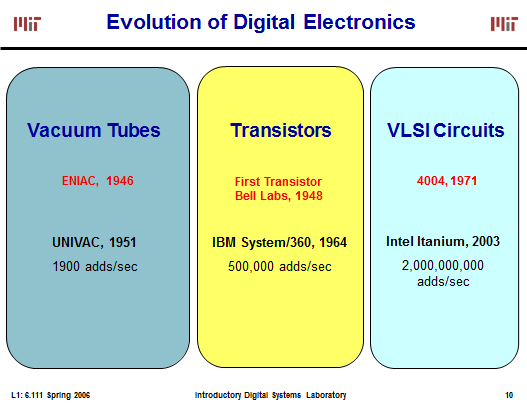 MIT
Evolution of Digital Electronics
MIT
Vacuum Tubes
ENIAC, 1946
UNIVAC, 1951
1900 adds/sec
Transistors
First Transistor
Bell Labs, 1948
IBM System/360, 1964
500,000 adds/sec
VLSI Circuits
4004, 1971
Intel Itanium, 2003
2,000,000,000
adds/sec
L1: 6.111 Spring 2006
Introductory Digital Systems Laboratory
10